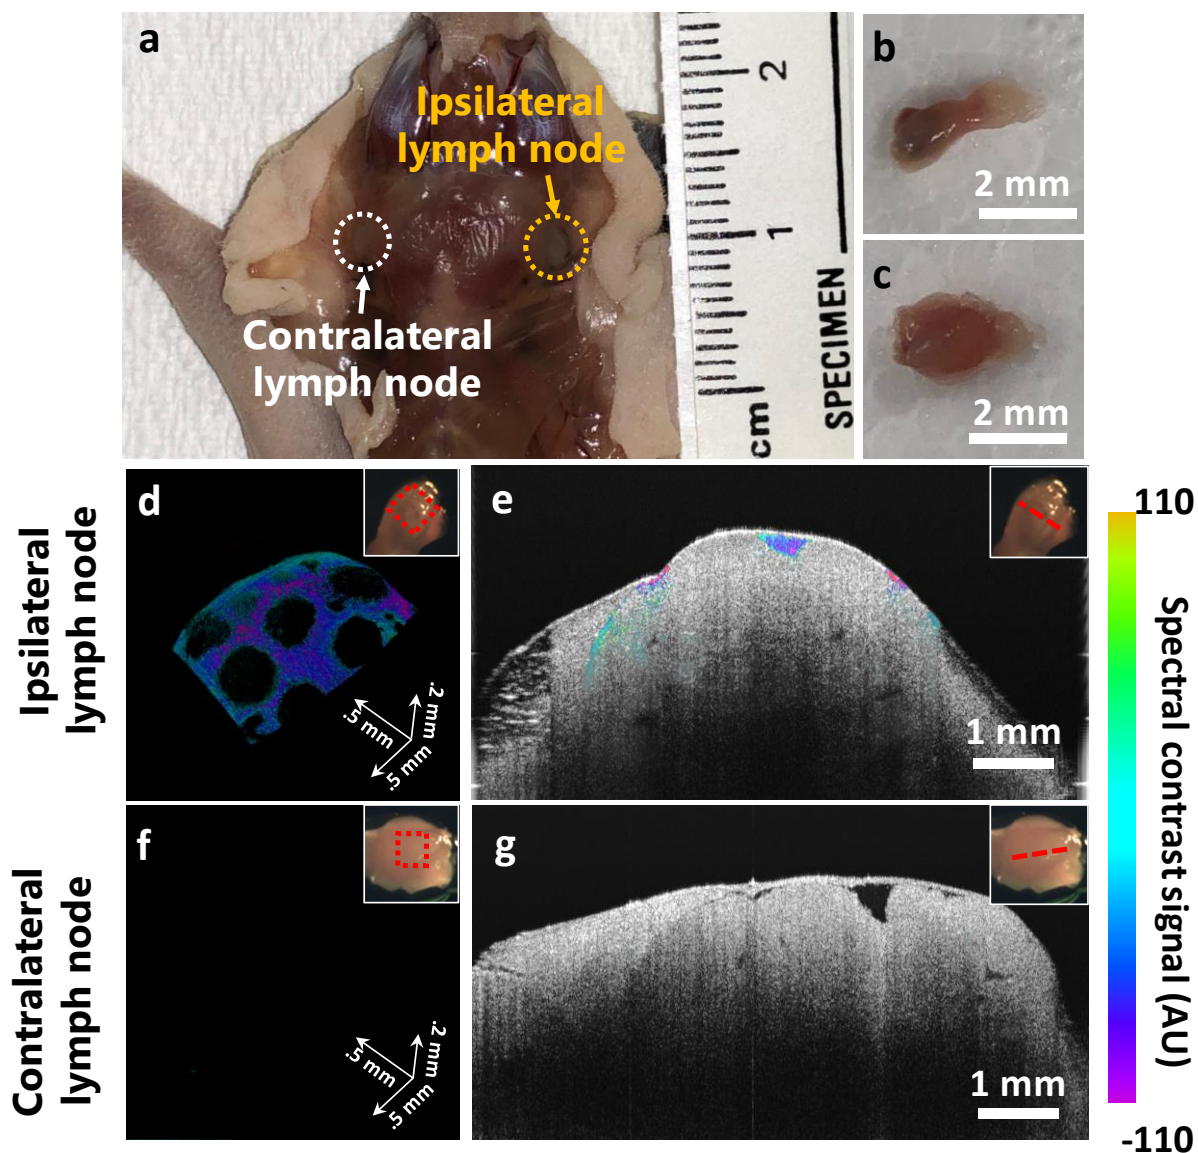 a
Ipsilateral
lymph node
Contralateral
lymph node
2
1
cm
SPECIMEN
b
2 mm
c
2 mm
Ipsilateral
lymph node
d
.5 mm
.2 mm
.5 mm
e
1 mm
Contralateral
lymph node
f
.5 mm
.2 mm
.5 mm
g
1 mm
110
Spectral contrast signal (AU)
-110